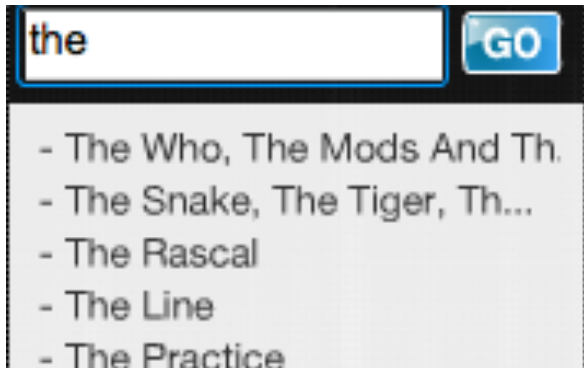 the
GO
- The Who, The Mods And Th.
- The Snake, The Tiger, Th...
- The Rascal
- The Line
- The Practice